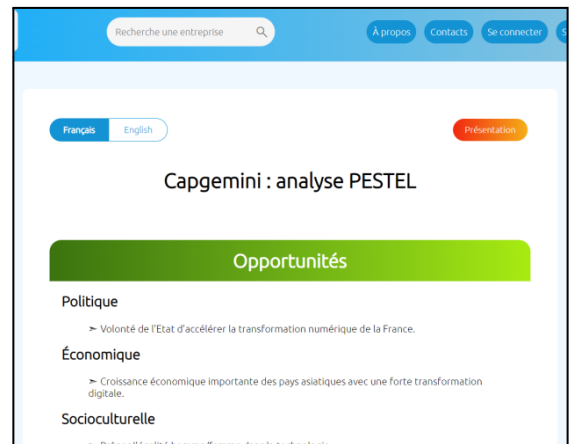 Recherche une entreprise
À propos
Contacts
Se connecter
Français
English
Présentation
Capgemini : analyse PESTEL
Opportunités
Politique
➣ Volonté de l'Etat d'accélérer la transformation numérique de la France.
Économique
➣ Croissance économique importante des pays asiatiques avec une forte transformation
digitale.
Socioculturelle